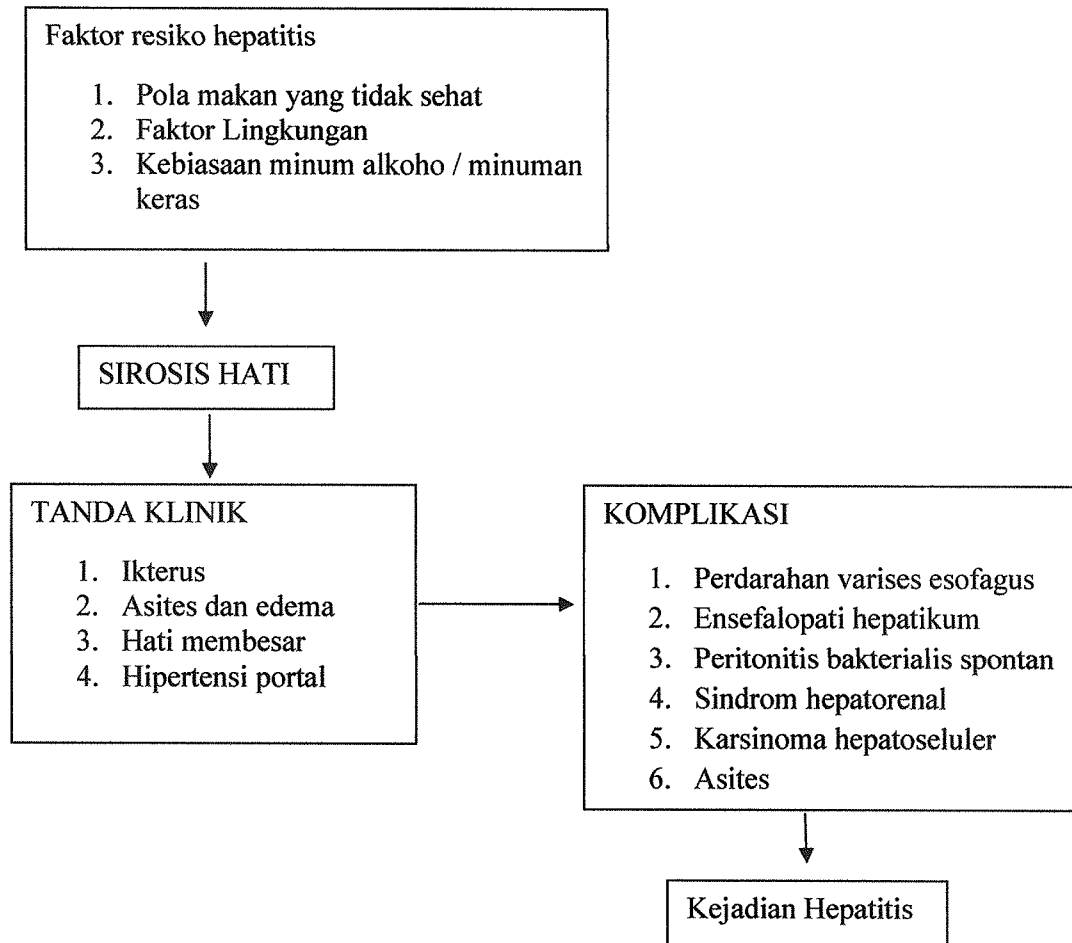 Faktor resiko hepatitis
1. Pola makan yang tidak sehat
2. Faktor Lingkungan
3. Kebiasaan minum alkoho / minuman
keras
SIROSIS HATI
TANDA KLINIK
1. Ikterus
2. Asites dan edema
3. Hati membesar
4. Hipertensi portal
KOMPLIKASI
1. Perdarahan varises esofagus
2. Ensefalopati hepatikum
3. Peritonitis bakterialis spontan
4. Sindrom hepatorenal
5. Karsinoma hepatoseluler
6. Asites
Kejadian Hepatitis